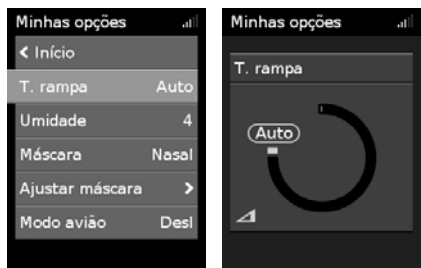 Minhas opções
< Início
T. rampa Auto
Umidade 4
Máscara Nasal
Ajustar máscara >
Modo avião Desl
Minhas opções
T. rampa
Auto